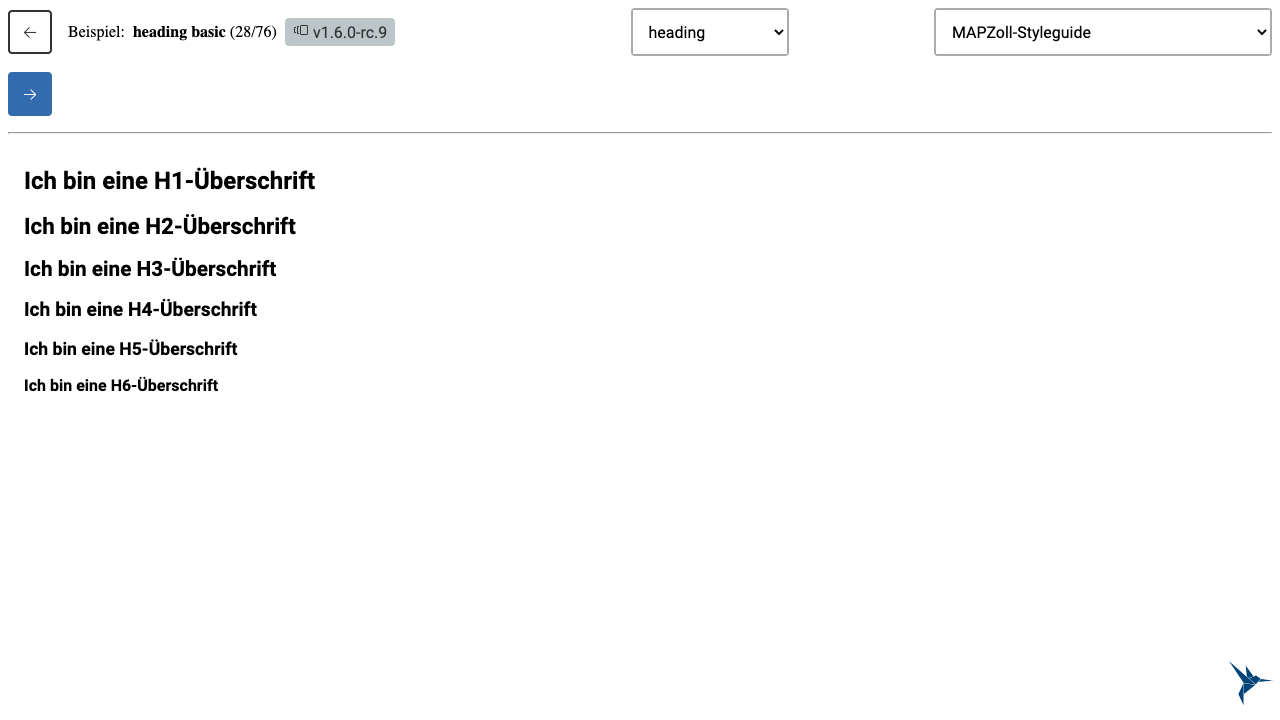 Beispiel: heading basic (28/76) v1.6.0-rc.9 heading MAPZoll-Styleguide
Ich bin eine H1-Überschrift
Ich bin eine H2-Überschrift
Ich bin eine H3-Überschrift
Ich bin eine H4-Überschrift
Ich bin eine H5-Überschrift
Ich bin eine H6-Überschrift